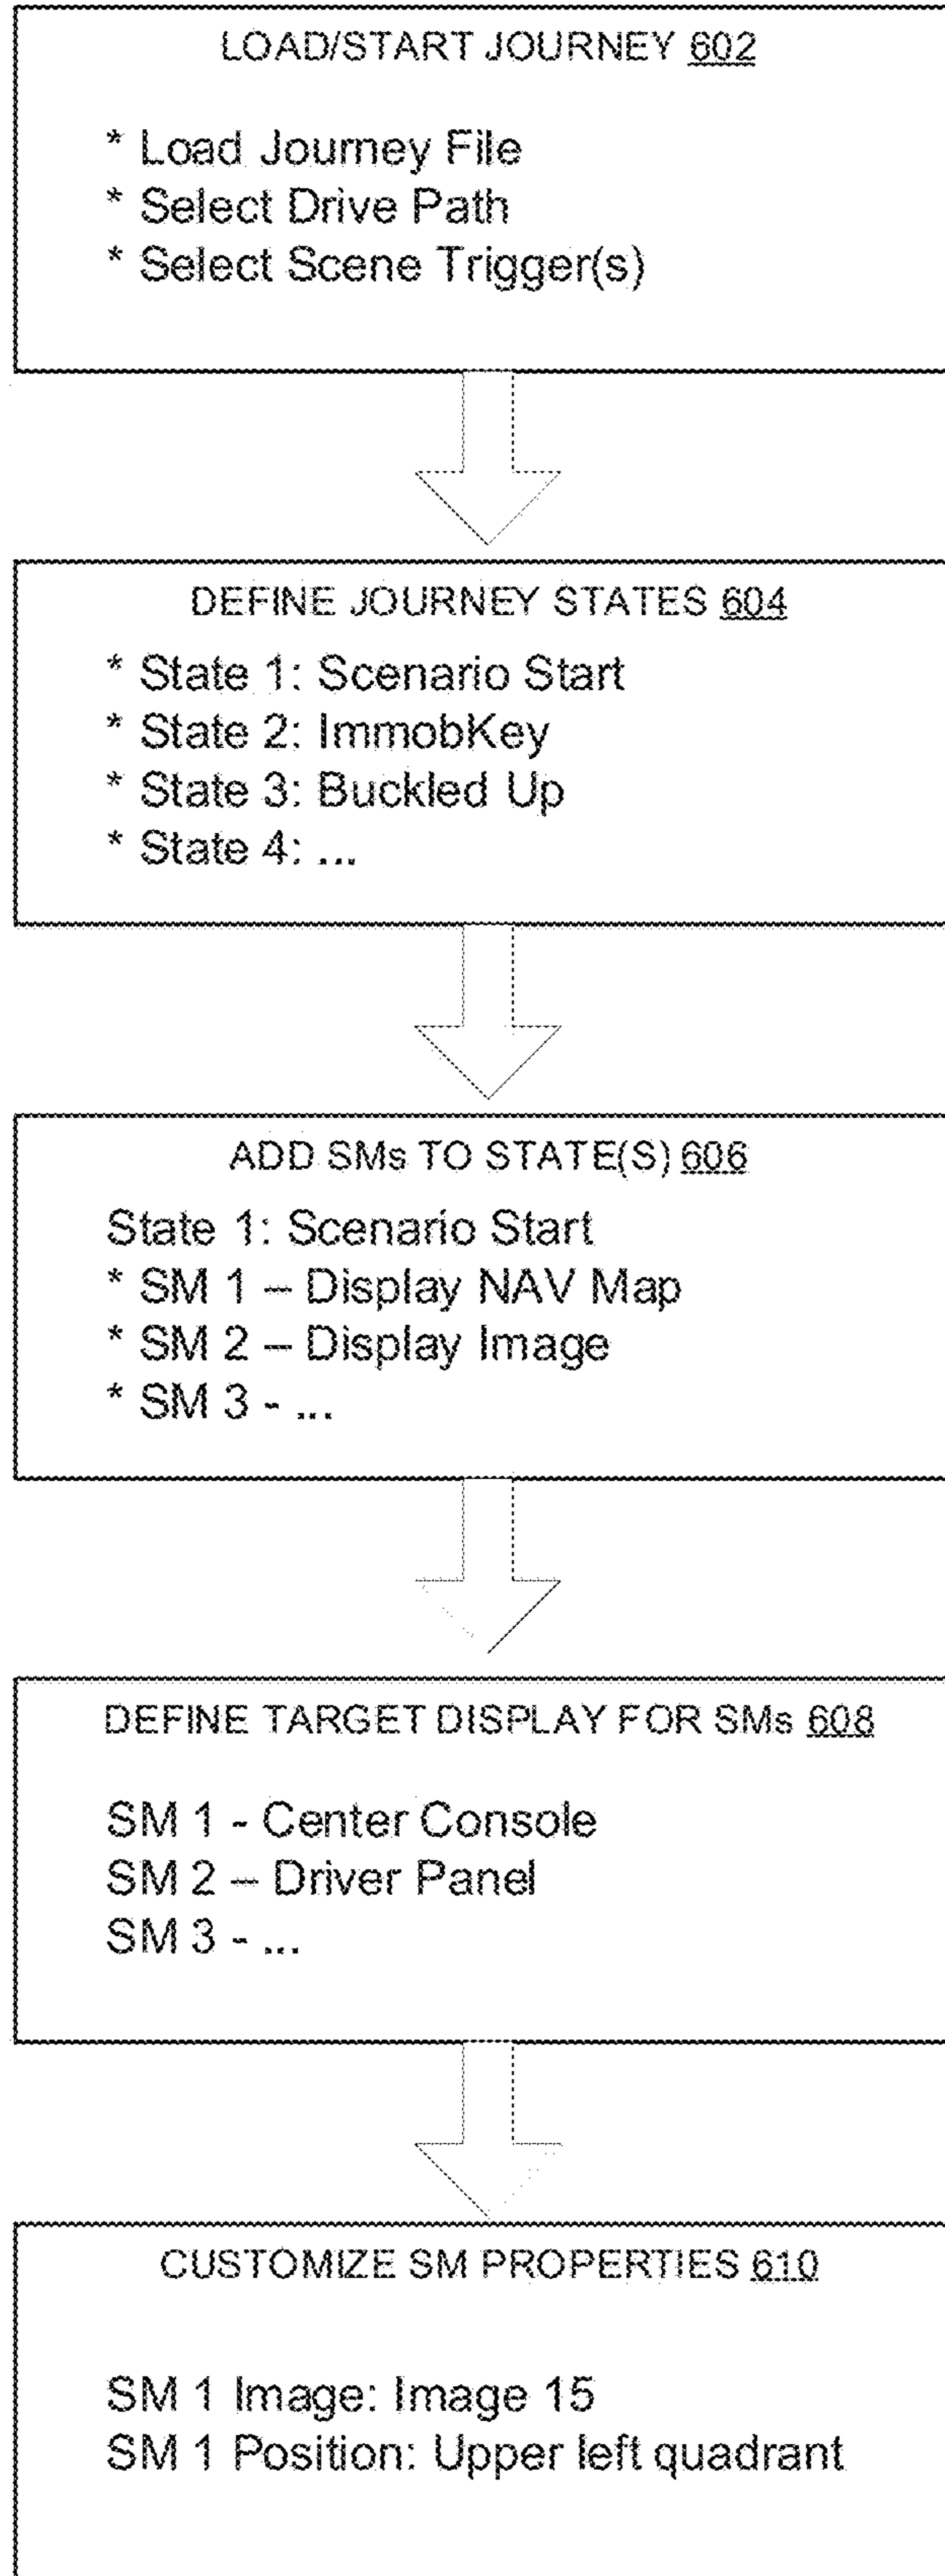 LOAD/START JOURNEY 602
* Load Journey File
* Select Drive Path
* Select Scene Trigger(s)
DEFINE JOURNEY STATES 604
* State 1: Scenario Start
* State 2: ImmobKey
* State 3: Buckled Up
* State 4: ...
ADD SMs TO STATE(S) 606
State 1: Scenario Start
* SM 1 – Display NAV Map
* SM 2 – Display Image
* SM 3 - ...
DEFINE TARGET DISPLAY FOR SMs 608
SM 1 - Center Console
SM 2 – Driver Panel
SM 3 - ...
CUSTOMIZE SM PROPERTIES 610
SM 1 Image: Image 15
SM 1 Position: Upper left quadrant